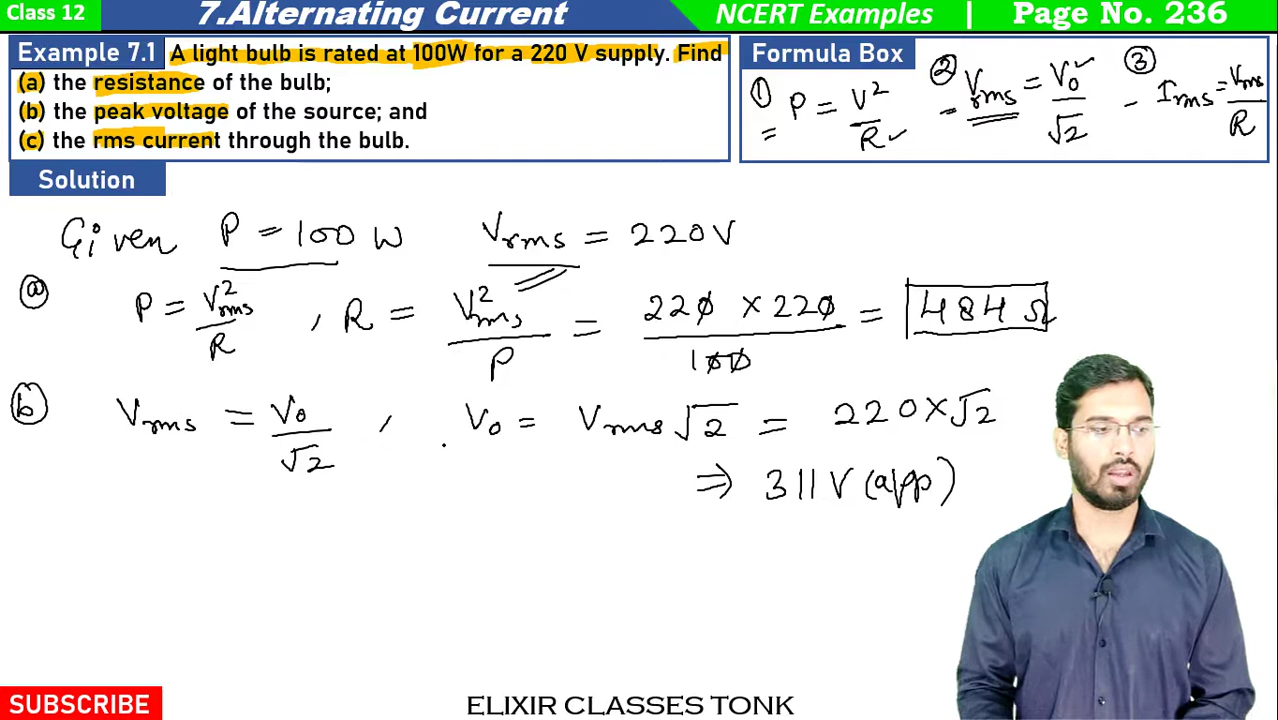 Class 12 7.Alternating Current NCERT Examples | Page No. 236
Example 7.1 A light bulb is rated at 100W for a 220 V supply. Find
(a) the resistance of the bulb;
(b) the peak voltage of the source; and
(c) the rms current through the bulb.
Formula Box
① P = V²/R ② Vrms = V₀/√2 ③ Irms = Vrms/R
Solution
Given P = 100 W Vrms = 220V
ⓐ P = V²rms/R , R = V²rms/P = 220 × 220/100 = 484 Ω
ⓑ Vrms = V₀/√2 , V₀ = Vrms √2 = 220×√2
⇒ 311V (app)
SUBSCRIBE ELIXIR CLASSES TONK